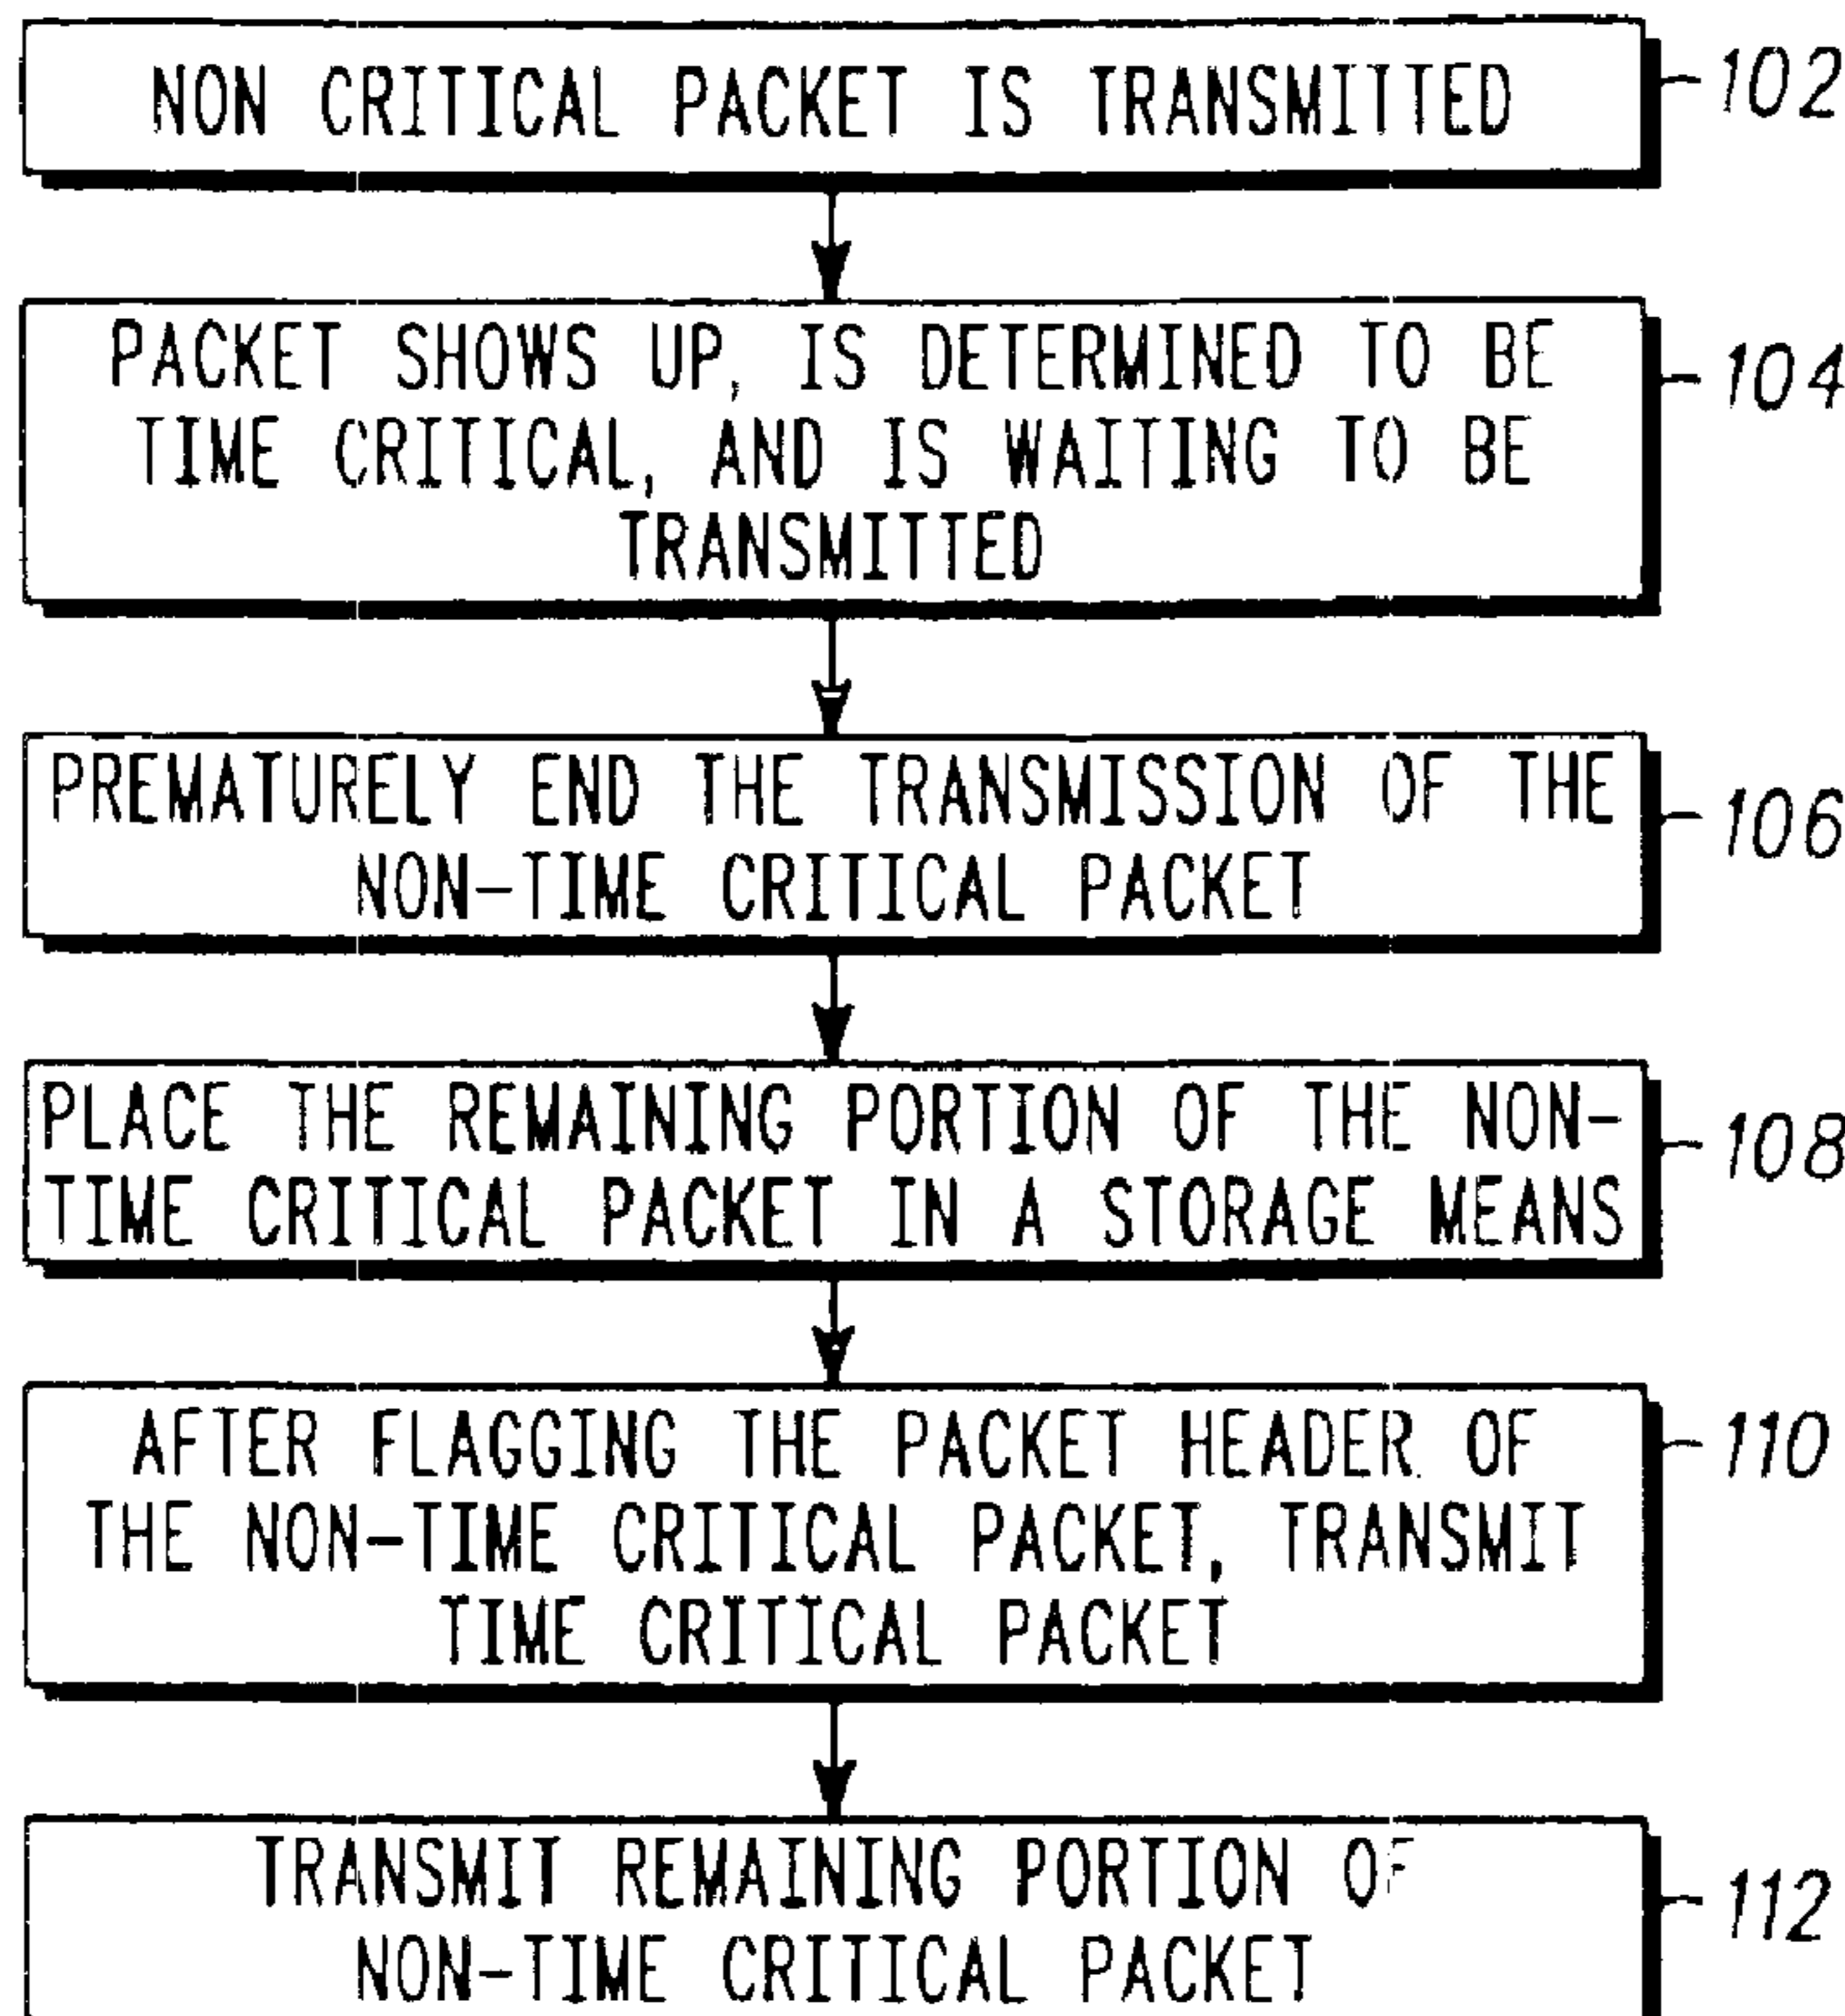 NON CRITICAL PACKET IS TRANSMITTED
102
PACKET SHOWS UP, IS DETERMINED TO BE
TIME CRITICAL, AND IS WAITING TO BE
TRANSMITTED
104
PREMATURELY END THE TRANSMISSION OF THE
NON-TIME CRITICAL PACKET
106
PLACE THE REMAINING PORTION OF THE NON-
TIME CRITICAL PACKET IN A STORAGE MEANS
108
AFTER FLAGGING THE PACKET HEADER OF
THE NON-TIME CRITICAL PACKET, TRANSMIT
TIME CRITICAL PACKET
110
TRANSMIT REMAINING PORTION OF
NON-TIME CRITICAL PACKET
112